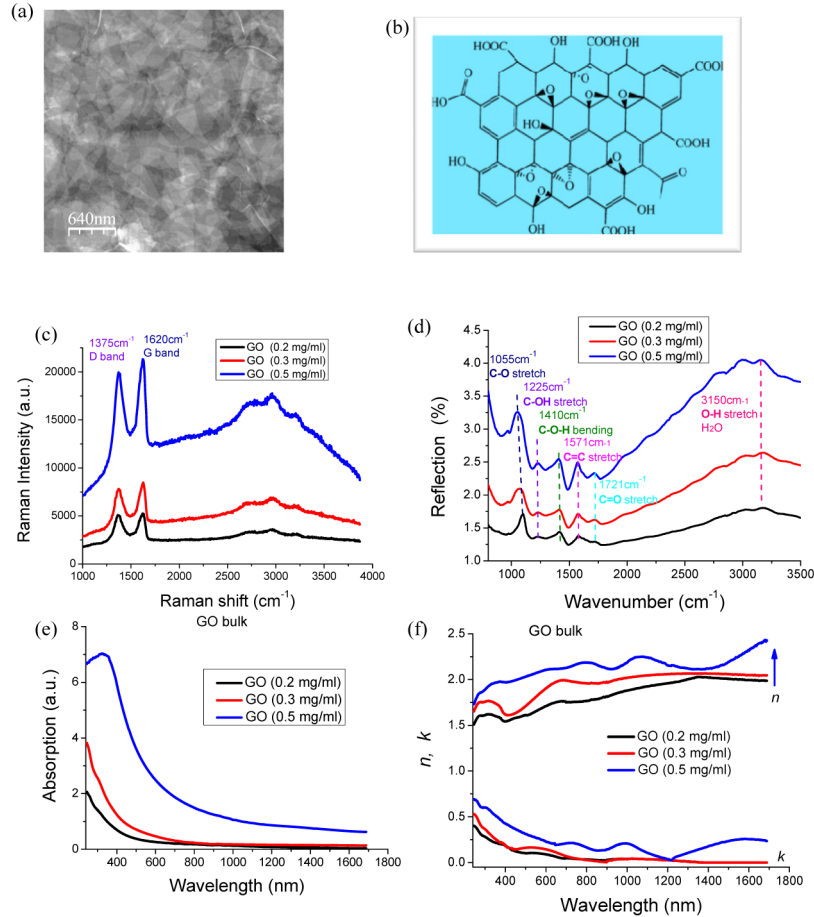 (a)
640nm
(b)
HOOC
OH
COOH
OH
COOH
O
O
HO
O
O
O
HO
COOH
HO
O
O
O
O
O
OH
OH
COOH
(c)
1375cm-1
D band
1620cm-1
G band
GO (0.2 mg/ml)
GO (0.3 mg/ml)
GO (0.5 mg/ml)
Raman Intensity (a.u.)
20000
15000
10000
5000
0
1000 1500 2000 2500 3000 3500 4000
Raman shift (cm-1)
(d)
GO (0.2 mg/ml)
GO (0.3 mg/ml)
GO (0.5 mg/ml)
1055cm-1
C-O stretch
1225cm-1
C-OH stretch
1410cm-1
C-O-H bending
1571cm-1
C=C stretch
1721cm-1
C=O stretch
3150cm-1
O-H stretch
H2O
Reflection (%)
4.5
4.0
3.5
3.0
2.5
2.0
1.5
1.0
1000 1500 2000 2500 3000 3500
Wavenumber (cm-1)
GO bulk
(e)
GO (0.2 mg/ml)
GO (0.3 mg/ml)
GO (0.5 mg/ml)
Absorption (a.u.)
8
6
4
2
0
400 600 800 1000 1200 1400 1600 1800
Wavelength (nm)
GO bulk
(f)
n
GO (0.2 mg/ml)
GO (0.3 mg/ml)
GO (0.5 mg/ml)
k
n, k
2.5
2.0
1.5
1.0
0.5
0.0
400 600 800 1000 1200 1400 1600 1800
Wavelength (nm)